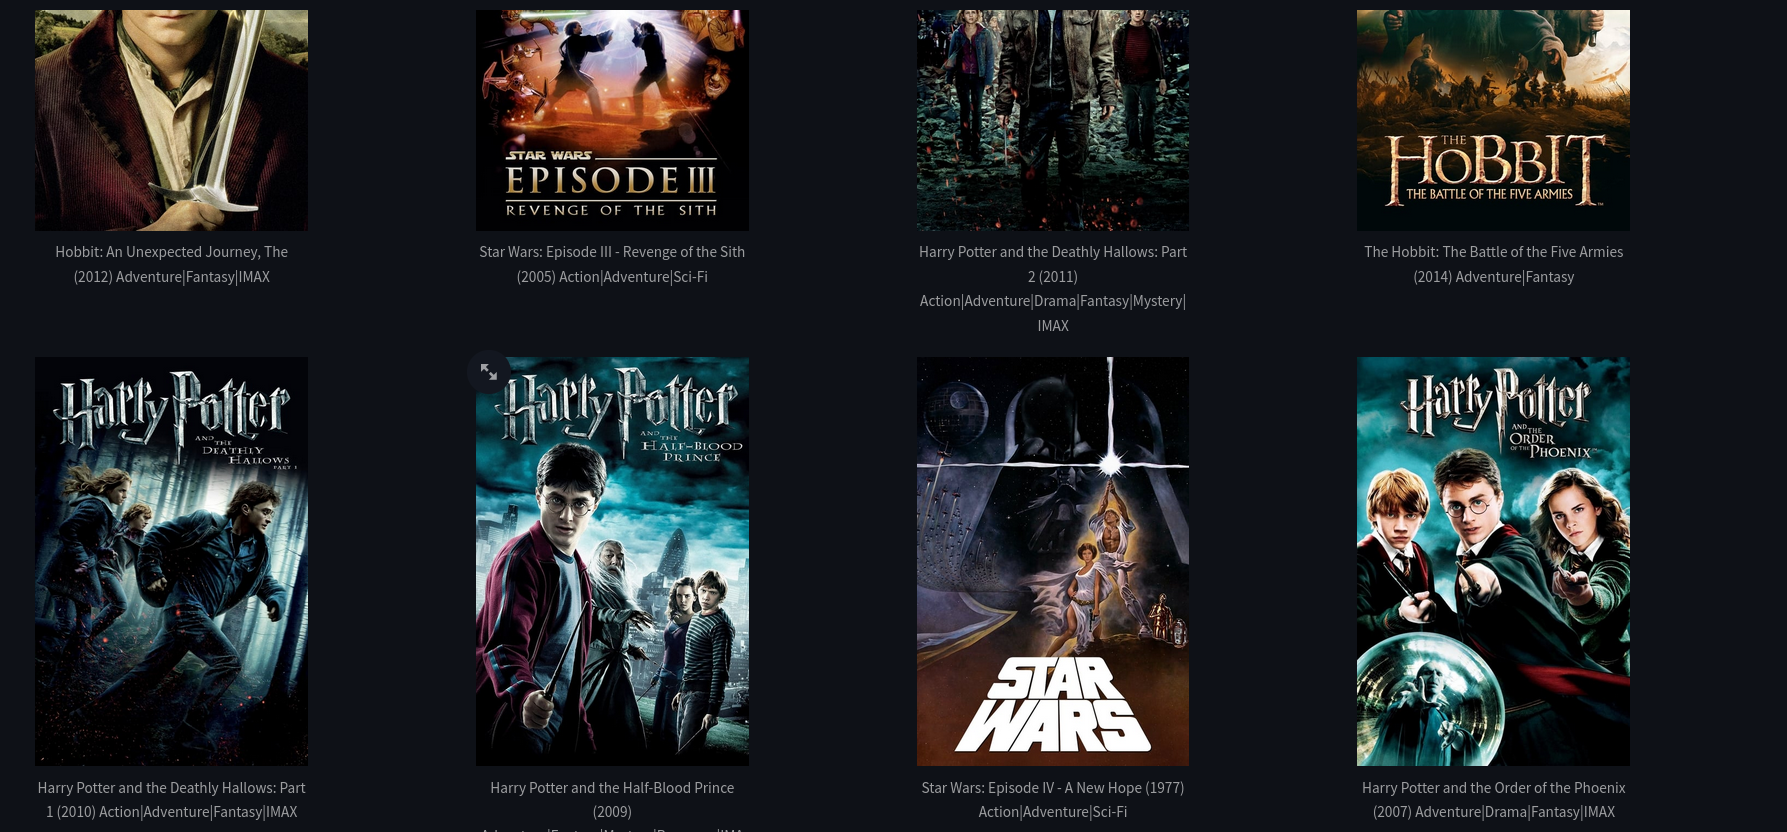 STAR WARS
EPISODE III
REVENGE OF THE SITH
THE
HOBBIT
THE BATTLE OF THE FIVE ARMIES
Hobbit: An Unexpected Journey, The
(2012) Adventure|Fantasy|IMAX
Star Wars: Episode III - Revenge of the Sith
(2005) Action|Adventure|Sci-Fi
Harry Potter and the Deathly Hallows: Part
2 (2011)
Action|Adventure|Drama|Fantasy|Mystery|
IMAX
The Hobbit: The Battle of the Five Armies
(2014) Adventure|Fantasy
Harry Potter
AND THE
DEATHLY
HALLOWS
PART 1
Harry Potter
AND THE
HALF-BLOOD
PRINCE
STAR
WARS
Harry Potter
AND THE
ORDER
OF THE PHOENIX
Harry Potter and the Deathly Hallows: Part
1 (2010) Action|Adventure|Fantasy|IMAX
Harry Potter and the Half-Blood Prince
(2009)
Star Wars: Episode IV - A New Hope (1977)
Action|Adventure|Sci-Fi
Harry Potter and the Order of the Phoenix
(2007) Adventure|Drama|Fantasy|IMAX